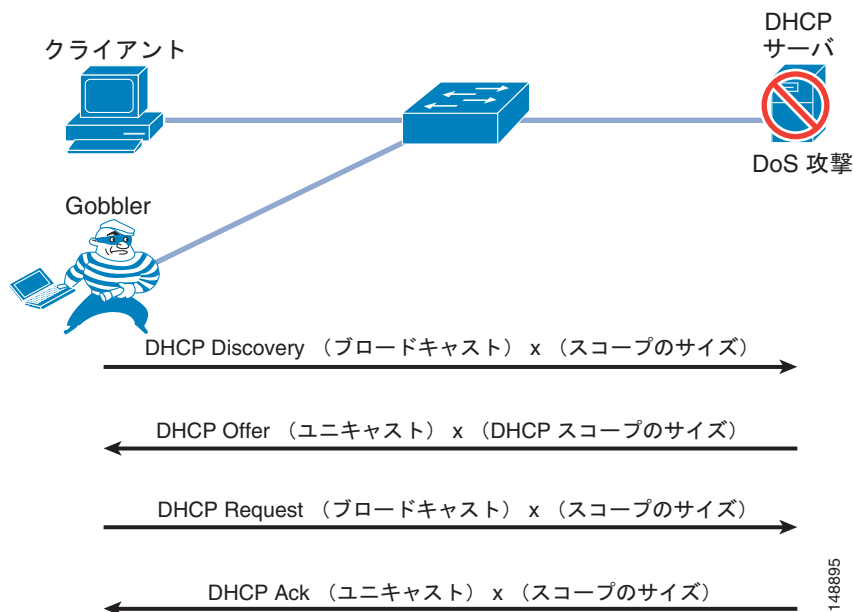 クライアント
DHCP
サーバ
DoS 攻撃
Gobbler
DHCP Discovery （ブロードキャスト） x （スコープのサイズ）
DHCP Offer （ユニキャスト） x （DHCP スコープのサイズ）
DHCP Request （ブロードキャスト） x （スコープのサイズ）
DHCP Ack （ユニキャスト） x （スコープのサイズ）
148895